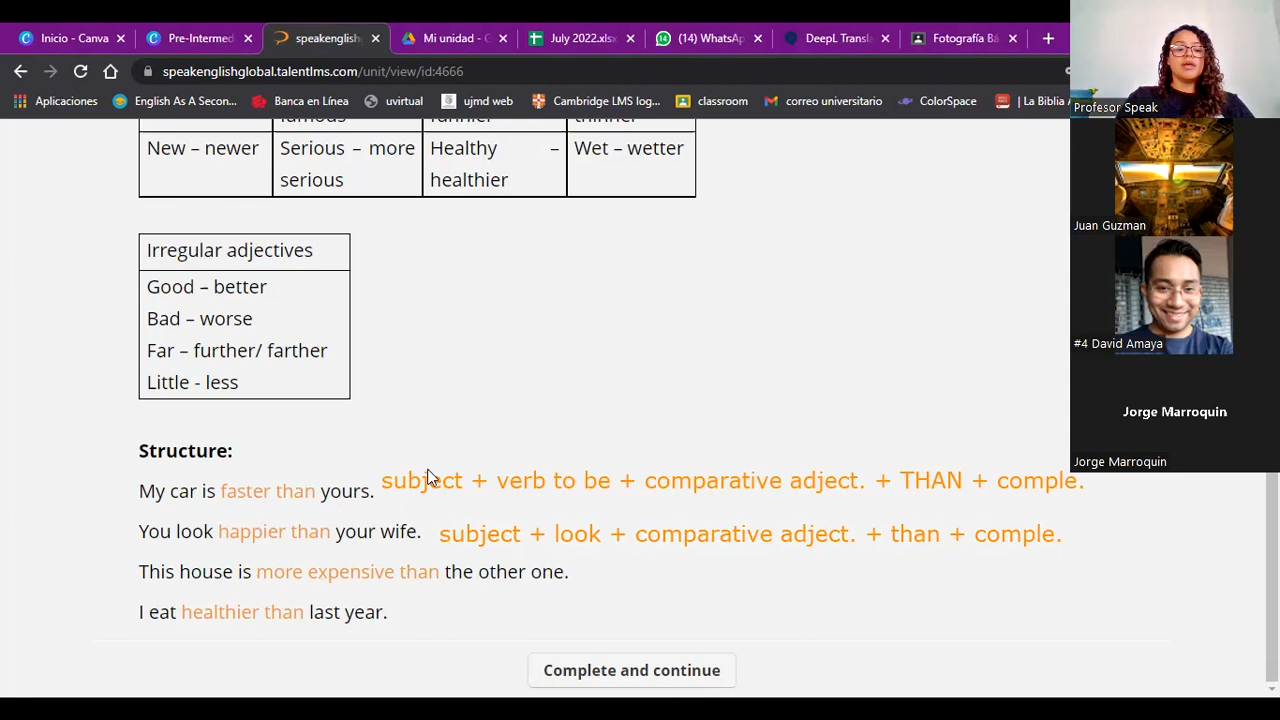 Inicio - Canva
Pre-Intermed
speakenglish
Mi unidad - G
July 2022.xlsx
(14) WhatsAp
DeepL Transla
Fotografía Bá
speakenglishglobal.talentlms.com/unit/view/id:4666
Aplicaciones
English As A Secon...
Banca en Línea
uvirtual
ujmd web
Cambridge LMS log...
classroom
correo universitario
ColorSpace
| La Biblia
Profesor Speak
famous
funnier
thinner
New – newer
Serious – more
serious
Healthy –
healthier
Wet – wetter
Juan Guzman
Irregular adjectives
Good – better
Bad – worse
Far – further/ farther
Little - less
#4 David Amaya
Jorge Marroquin
Jorge Marroquin
Structure:
My car is faster than yours. subject + verb to be + comparative adject. + THAN + comple.
You look happier than your wife. subject + look + comparative adject. + than + comple.
This house is more expensive than the other one.
I eat healthier than last year.
Complete and continue